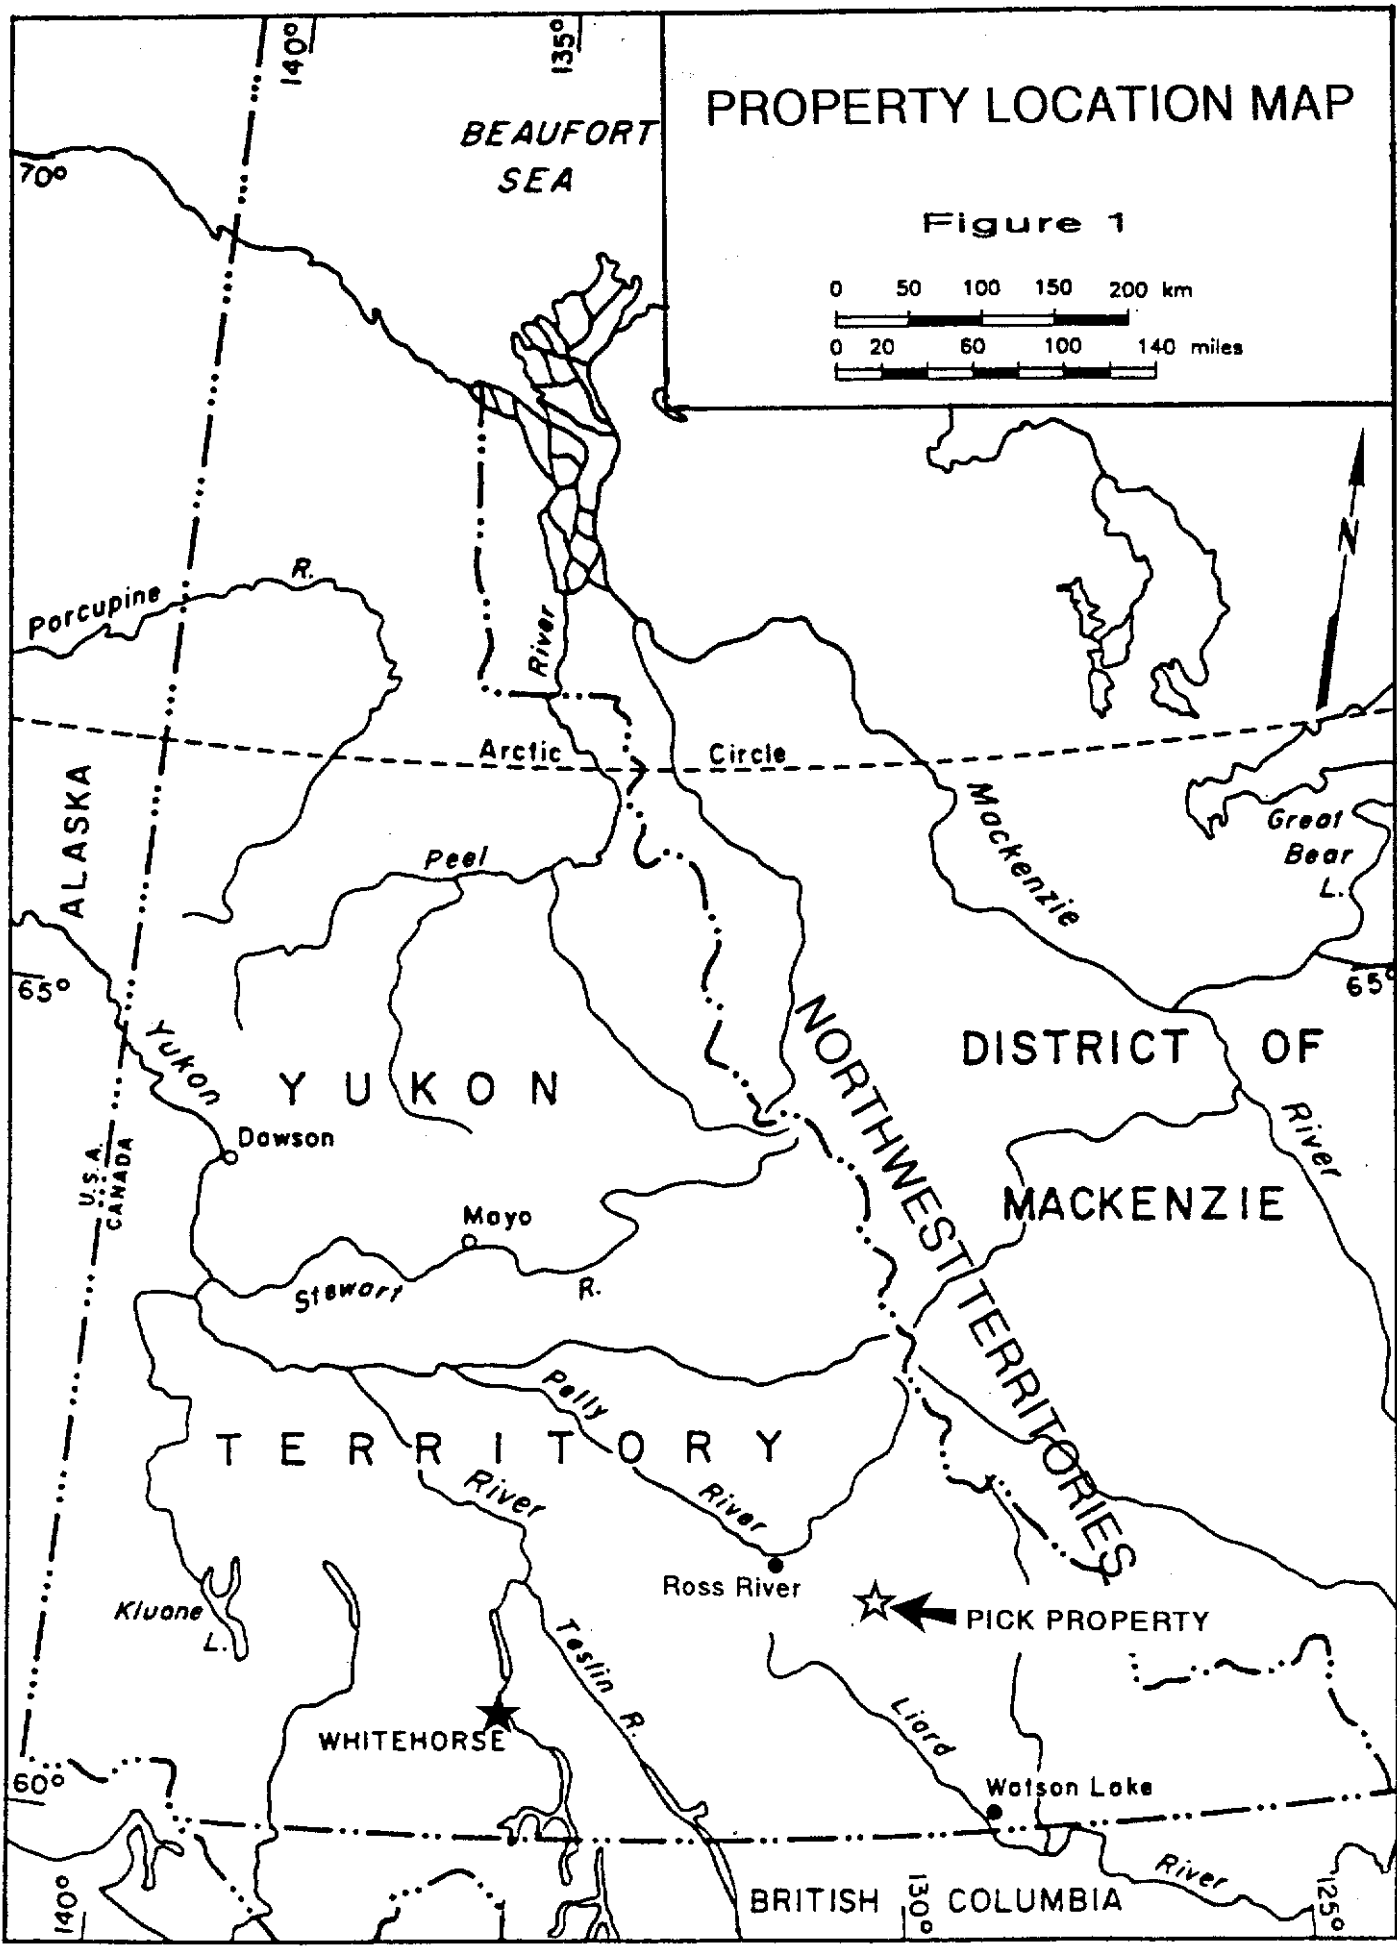 140°
135°
PROPERTY LOCATION MAP
BEAUFORT
SEA
70°
Figure 1
0 50 100 150 200 km
0 20 60 100 140 miles
N
Porcupine R.
River
Arctic Circle
ALASKA
Mackenzie
Great
Bear
L.
Peel
65°
65°
Yukon
NORTHWEST TERRITORIES
DISTRICT OF
MACKENZIE
YUKON
River
Dawson
U.S.A.
CANADA
Mayo
Stewart R.
Pelly
TERRITORY
River
River
Ross River
Kluane
L.
PICK PROPERTY
Teslin R.
Liard
WHITEHORSE
60°
Watson Lake
River
140°
BRITISH COLUMBIA
130°
125°